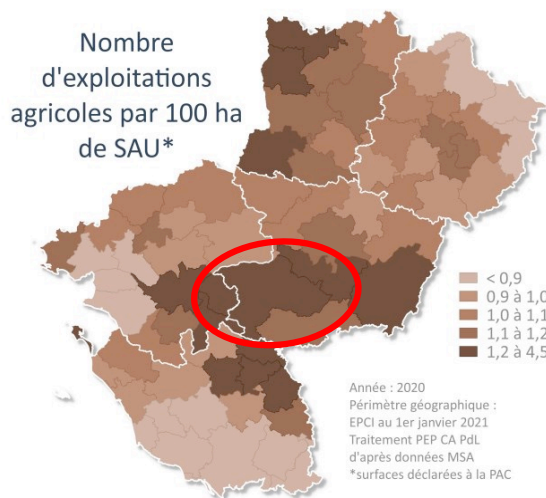 Nombre
d'exploitations
agricoles par 100 ha
de SAU*
< 0,9
0,9 à 1,0
1,0 à 1,1
1,1 à 1,2
1,2 à 4,5
Année : 2020
Périmètre géographique :
EPCI au 1er janvier 2021
Traitement PEP CA PdL
d'après données MSA
*surfaces déclarées à la PAC